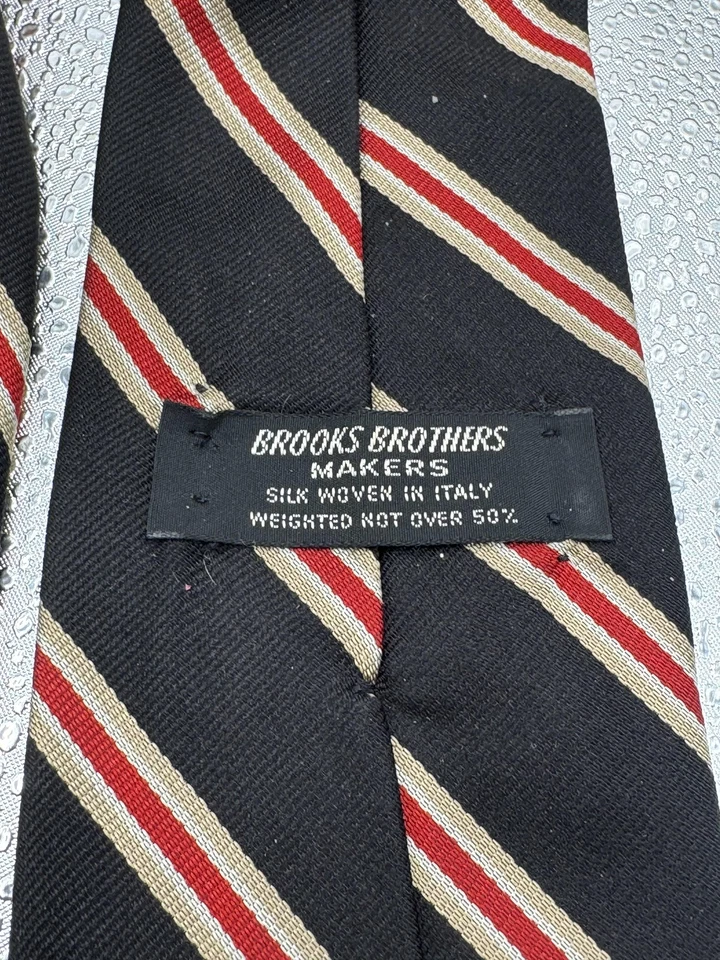 BROOKS BROTHERS
MAKERS
SILK WOVEN IN ITALY
WEIGHTED NOT OVER 50%